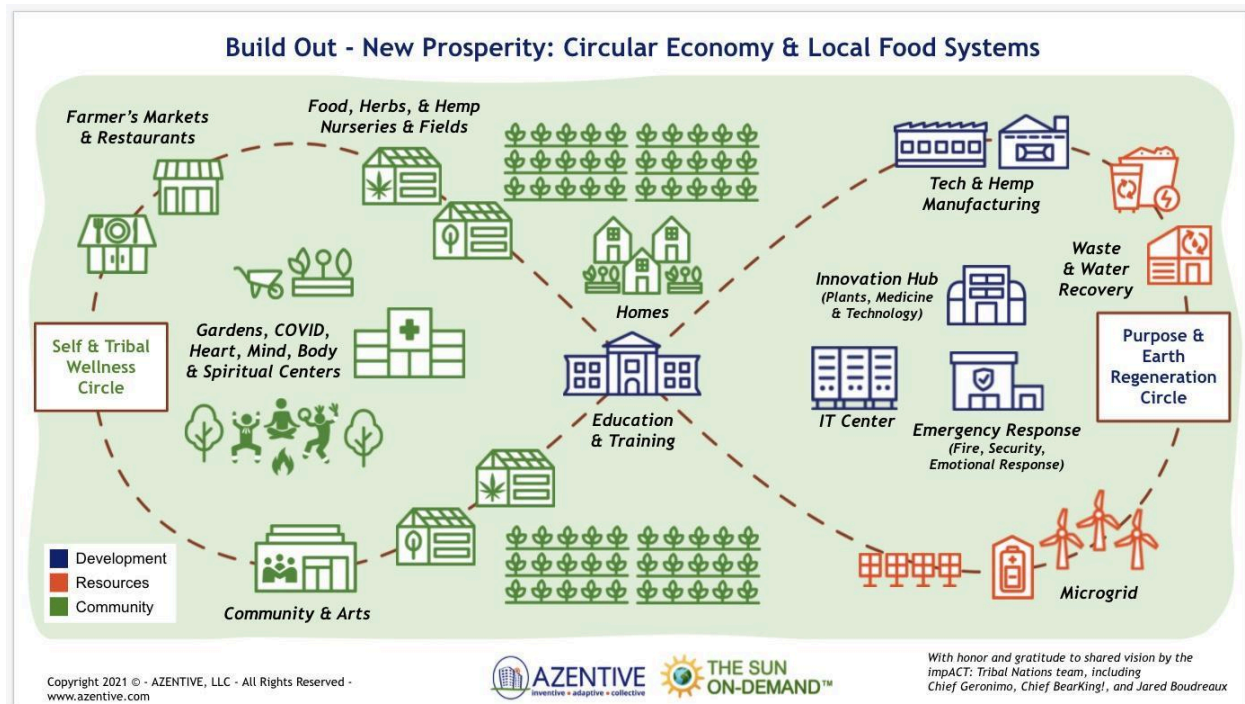 Build Out - New Prosperity: Circular Economy & Local Food Systems
Farmer's Markets
& Restaurants
Food, Herbs, & Hemp
Nurseries & Fields
Tech & Hemp
Manufacturing
Waste
& Water
Recovery
Homes
Innovation Hub
(Plants, Medicine
& Technology)
Gardens, COVID,
Heart, Mind, Body
& Spiritual Centers
Self & Tribal
Wellness
Circle
Education
& Training
IT Center
Emergency Response
(Fire, Security,
Emotional Response)
Purpose &
Earth
Regeneration
Circle
Development
Resources
Community
Community & Arts
Microgrid
Copyright 2021 © - AZENTIVE, LLC - All Rights Reserved -
www.azentive.com
AZENTIVE
inventive • adaptive • collective
THE SUN
ON-DEMAND™
With honor and gratitude to shared vision by the
impACT: Tribal Nations team, including
Chief Geronimo, Chief BearKing!, and Jared Boudreaux